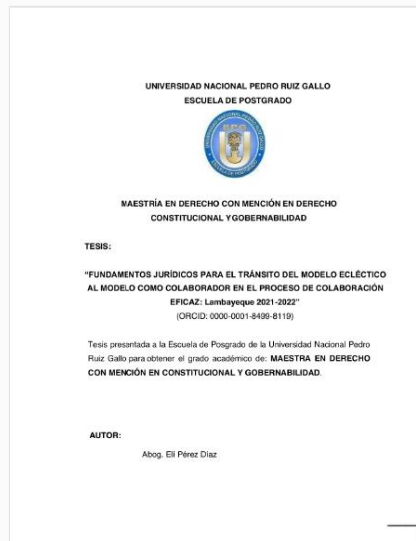 UNIVERSIDAD NACIONAL PEDRO RUIZ GALLO
ESCUELA DE POSTGRADO
MAESTRÍA EN DERECHO CON MENCIÓN EN DERECHO
CONSTITUCIONAL Y GOBERNABILIDAD
TESIS:
"FUNDAMENTOS JURÍDICOS PARA EL TRÁNSITO DEL MODELO ECLÉCTICO
AL MODELO COMO COLABORADOR EN EL PROCESO DE COLABORACIÓN
EFICAZ: Lambayeque 2021-2022"
(ORCID: 0000-0001-8499-8119)
Tesis presentada a la Escuela de Posgrado de la Universidad Nacional Pedro
Ruiz Gallo para obtener el grado académico de: MAESTRA EN DERECHO
CON MENCIÓN EN CONSTITUCIONAL Y GOBERNABILIDAD.
AUTOR:
Abog. Elí Pérez Díaz